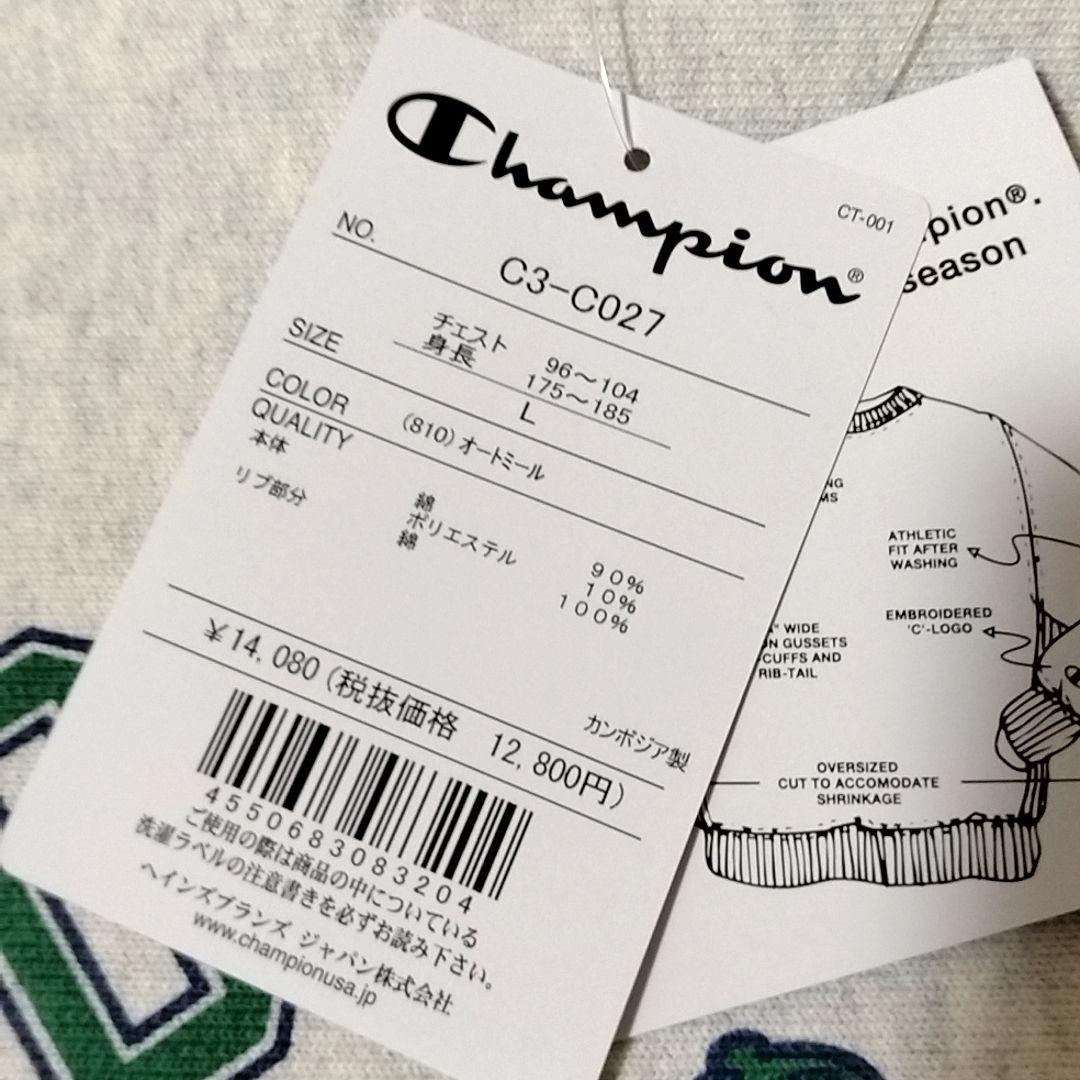 Champion®
CT-001
NO.
C3-C027
SIZE
チェスト 96～104
身長 175～185
L
COLOR (810) オートミール
QUALITY
本体 綿 90%
ポリエステル 10%
リブ部分 綿 100%
カンボジア製
¥14,080 (税抜価格 12,800円)
4550683083204
ご使用の際は商品の中についている
洗濯ラベルの注意書きを必ずお読み下さい。
ヘインズブランズ ジャパン株式会社
www.championusa.jp
pion®.
season
NG
MS
ATHLETIC
FIT AFTER
WASHING
EMBROIDERED
'C'-LOGO
" WIDE
N GUSSETS
CUFFS AND
RIB-TAIL
OVERSIZED
CUT TO ACCOMODATE
SHRINKAGE